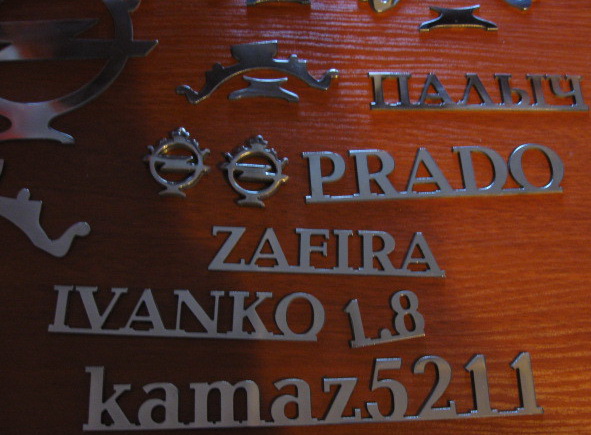 ПАЛЫЧ
PRADO
ZAFIRA
IVANKO 1.8
kamaz5211